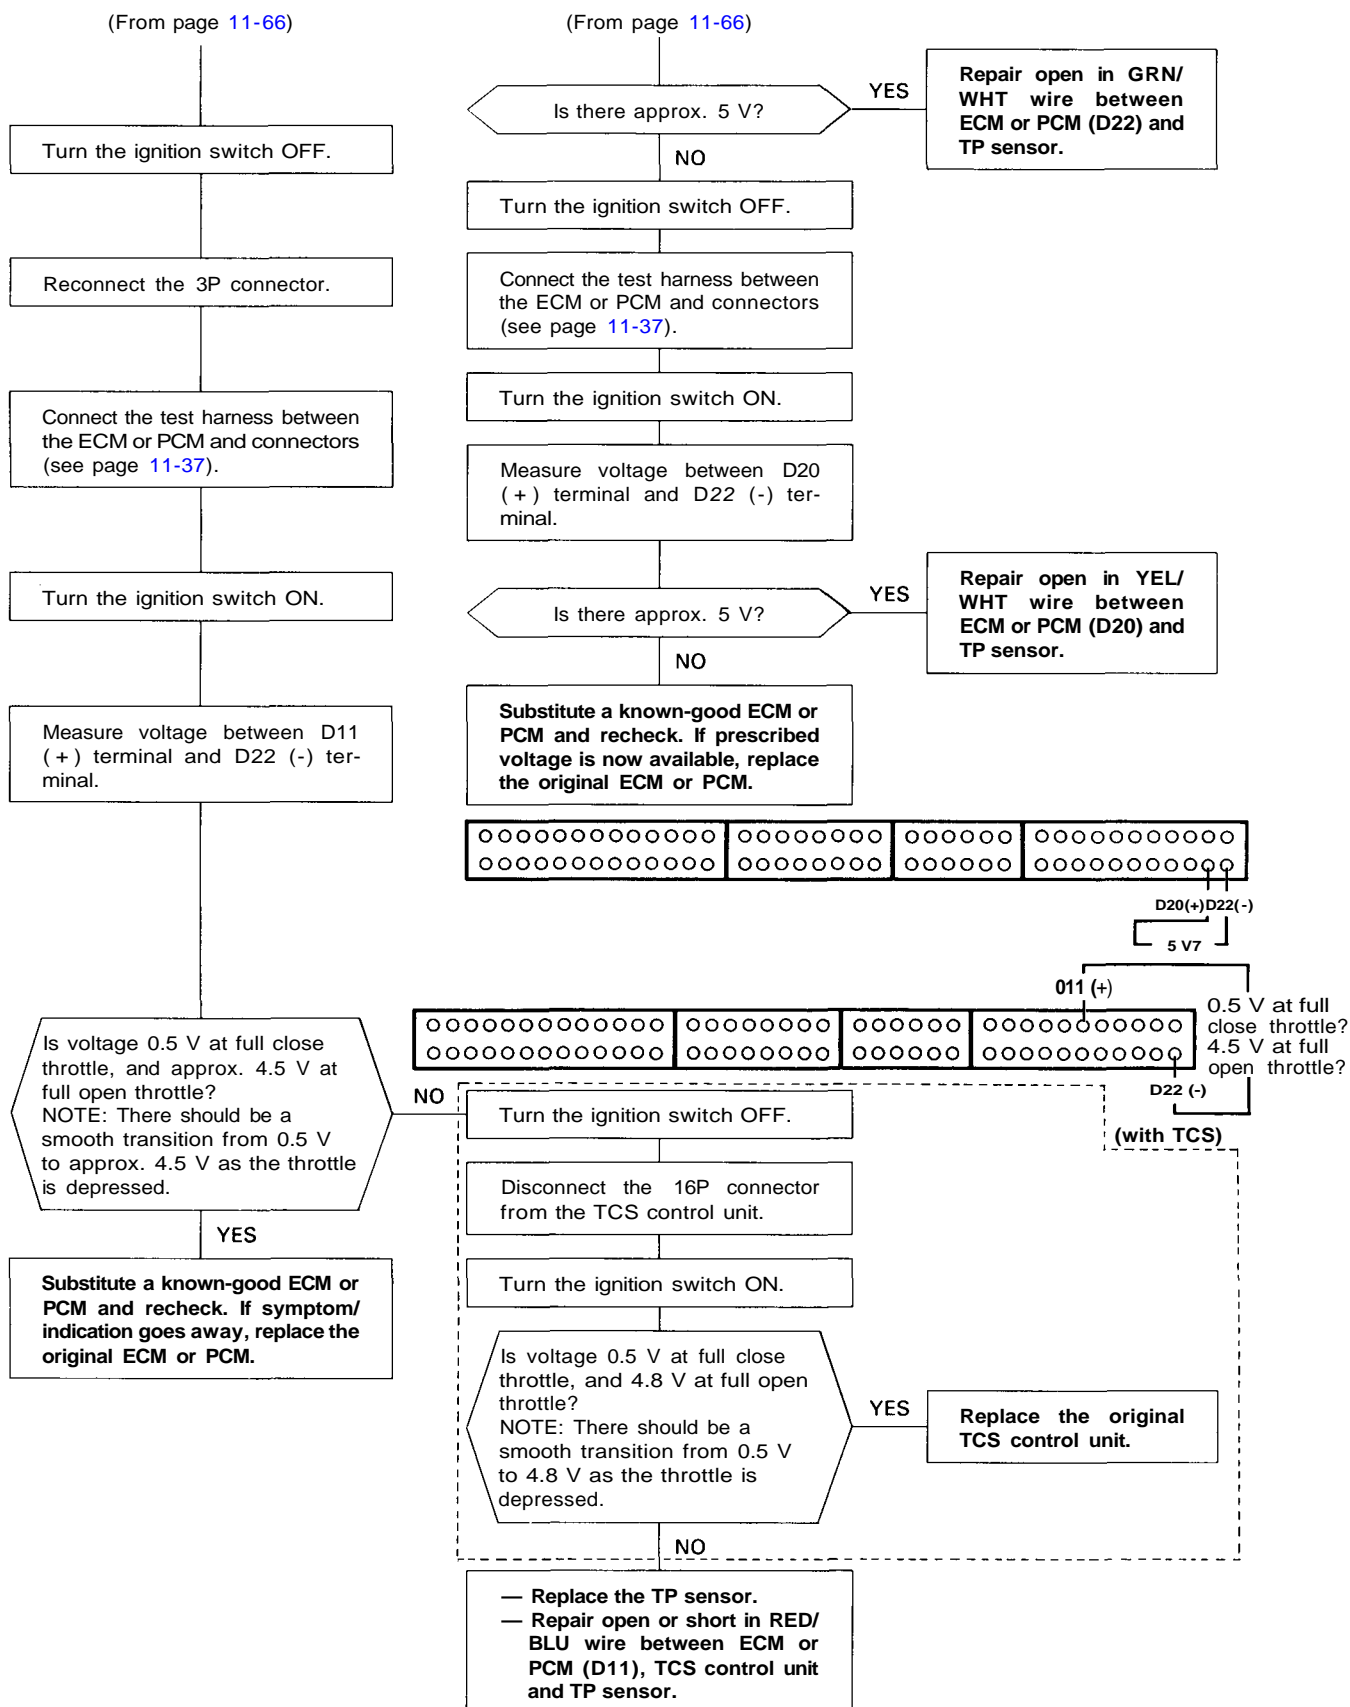 (From page 11-66)
Turn the ignition switch OFF.
Reconnect the 3P connector.
Connect the test harness between
the ECM or PCM and connectors
(see page 11-37).
Turn the ignition switch ON.
Measure voltage between D11
(+) terminal and D22 (-) ter-
minal.
Is voltage 0.5 V at full close
throttle, and approx. 4.5 V at
full open throttle?
NOTE: There should be a
smooth transition from 0.5 V
to approx. 4.5 V as the throttle
is depressed.
NO
YES
Substitute a known-good ECM or
PCM and recheck. If symptom/
indication goes away, replace the
original ECM or PCM.
(From page 11-66)
Is there approx. 5 V?
YES
Repair open in GRN/
WHT wire between
ECM or PCM (D22) and
TP sensor.
NO
Turn the ignition switch OFF.
Connect the test harness between
the ECM or PCM and connectors
(see page 11-37).
Turn the ignition switch ON.
Measure voltage between D20
(+) terminal and D22 (-) ter-
minal.
Is there approx. 5 V?
YES
Repair open in YEL/
WHT wire between
ECM or PCM (D20) and
TP sensor.
NO
Substitute a known-good ECM or
PCM and recheck. If prescribed
voltage is now available, replace
the original ECM or PCM.
D20(+)D22(-)
5 V7
011 (+)
0.5 V at full
close throttle?
4.5 V at full
open throttle?
D22 (-)
(with TCS)
Turn the ignition switch OFF.
Disconnect the 16P connector
from the TCS control unit.
Turn the ignition switch ON.
Is voltage 0.5 V at full close
throttle, and 4.8 V at full open
throttle?
NOTE: There should be a
smooth transition from 0.5 V
to 4.8 V as the throttle is
depressed.
YES
Replace the original
TCS control unit.
NO
— Replace the TP sensor.
— Repair open or short in RED/
BLU wire between ECM or
PCM (D11), TCS control unit
and TP sensor.